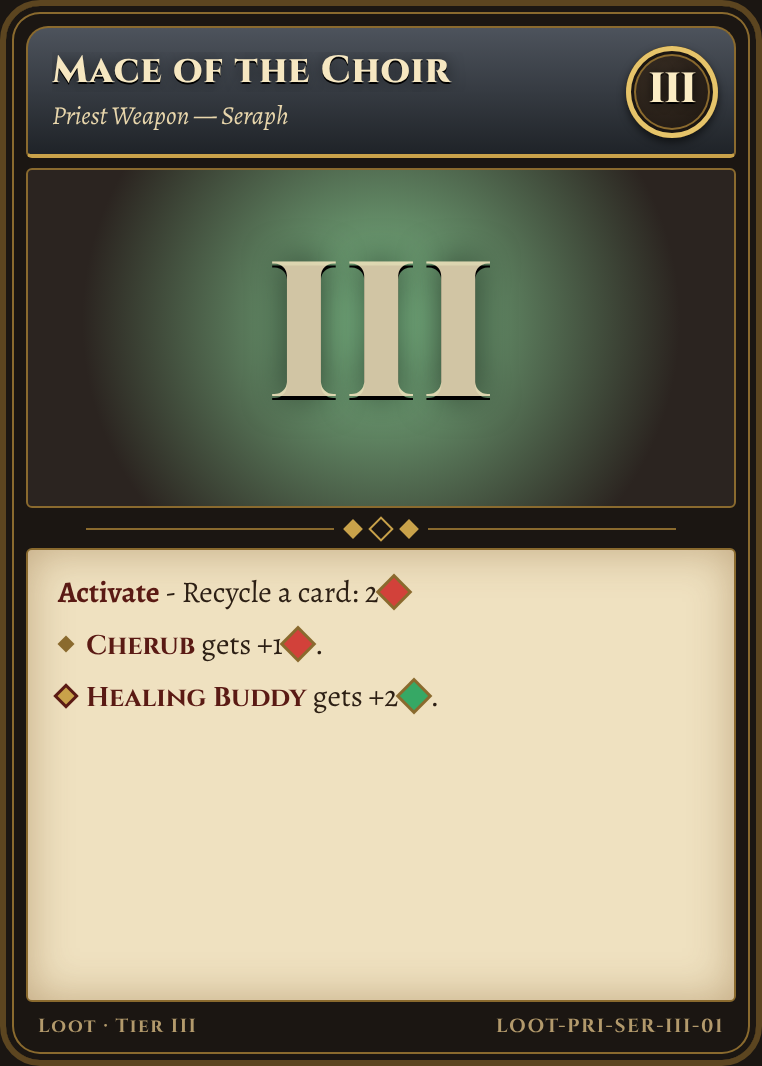 Mace of the Choir
Priest Weapon — Seraph
III
III
Activate - Recycle a card: 2
Cherub gets +1.
Healing Buddy gets +2.
Loot · Tier III
LOOT-PRI-SER-III-01